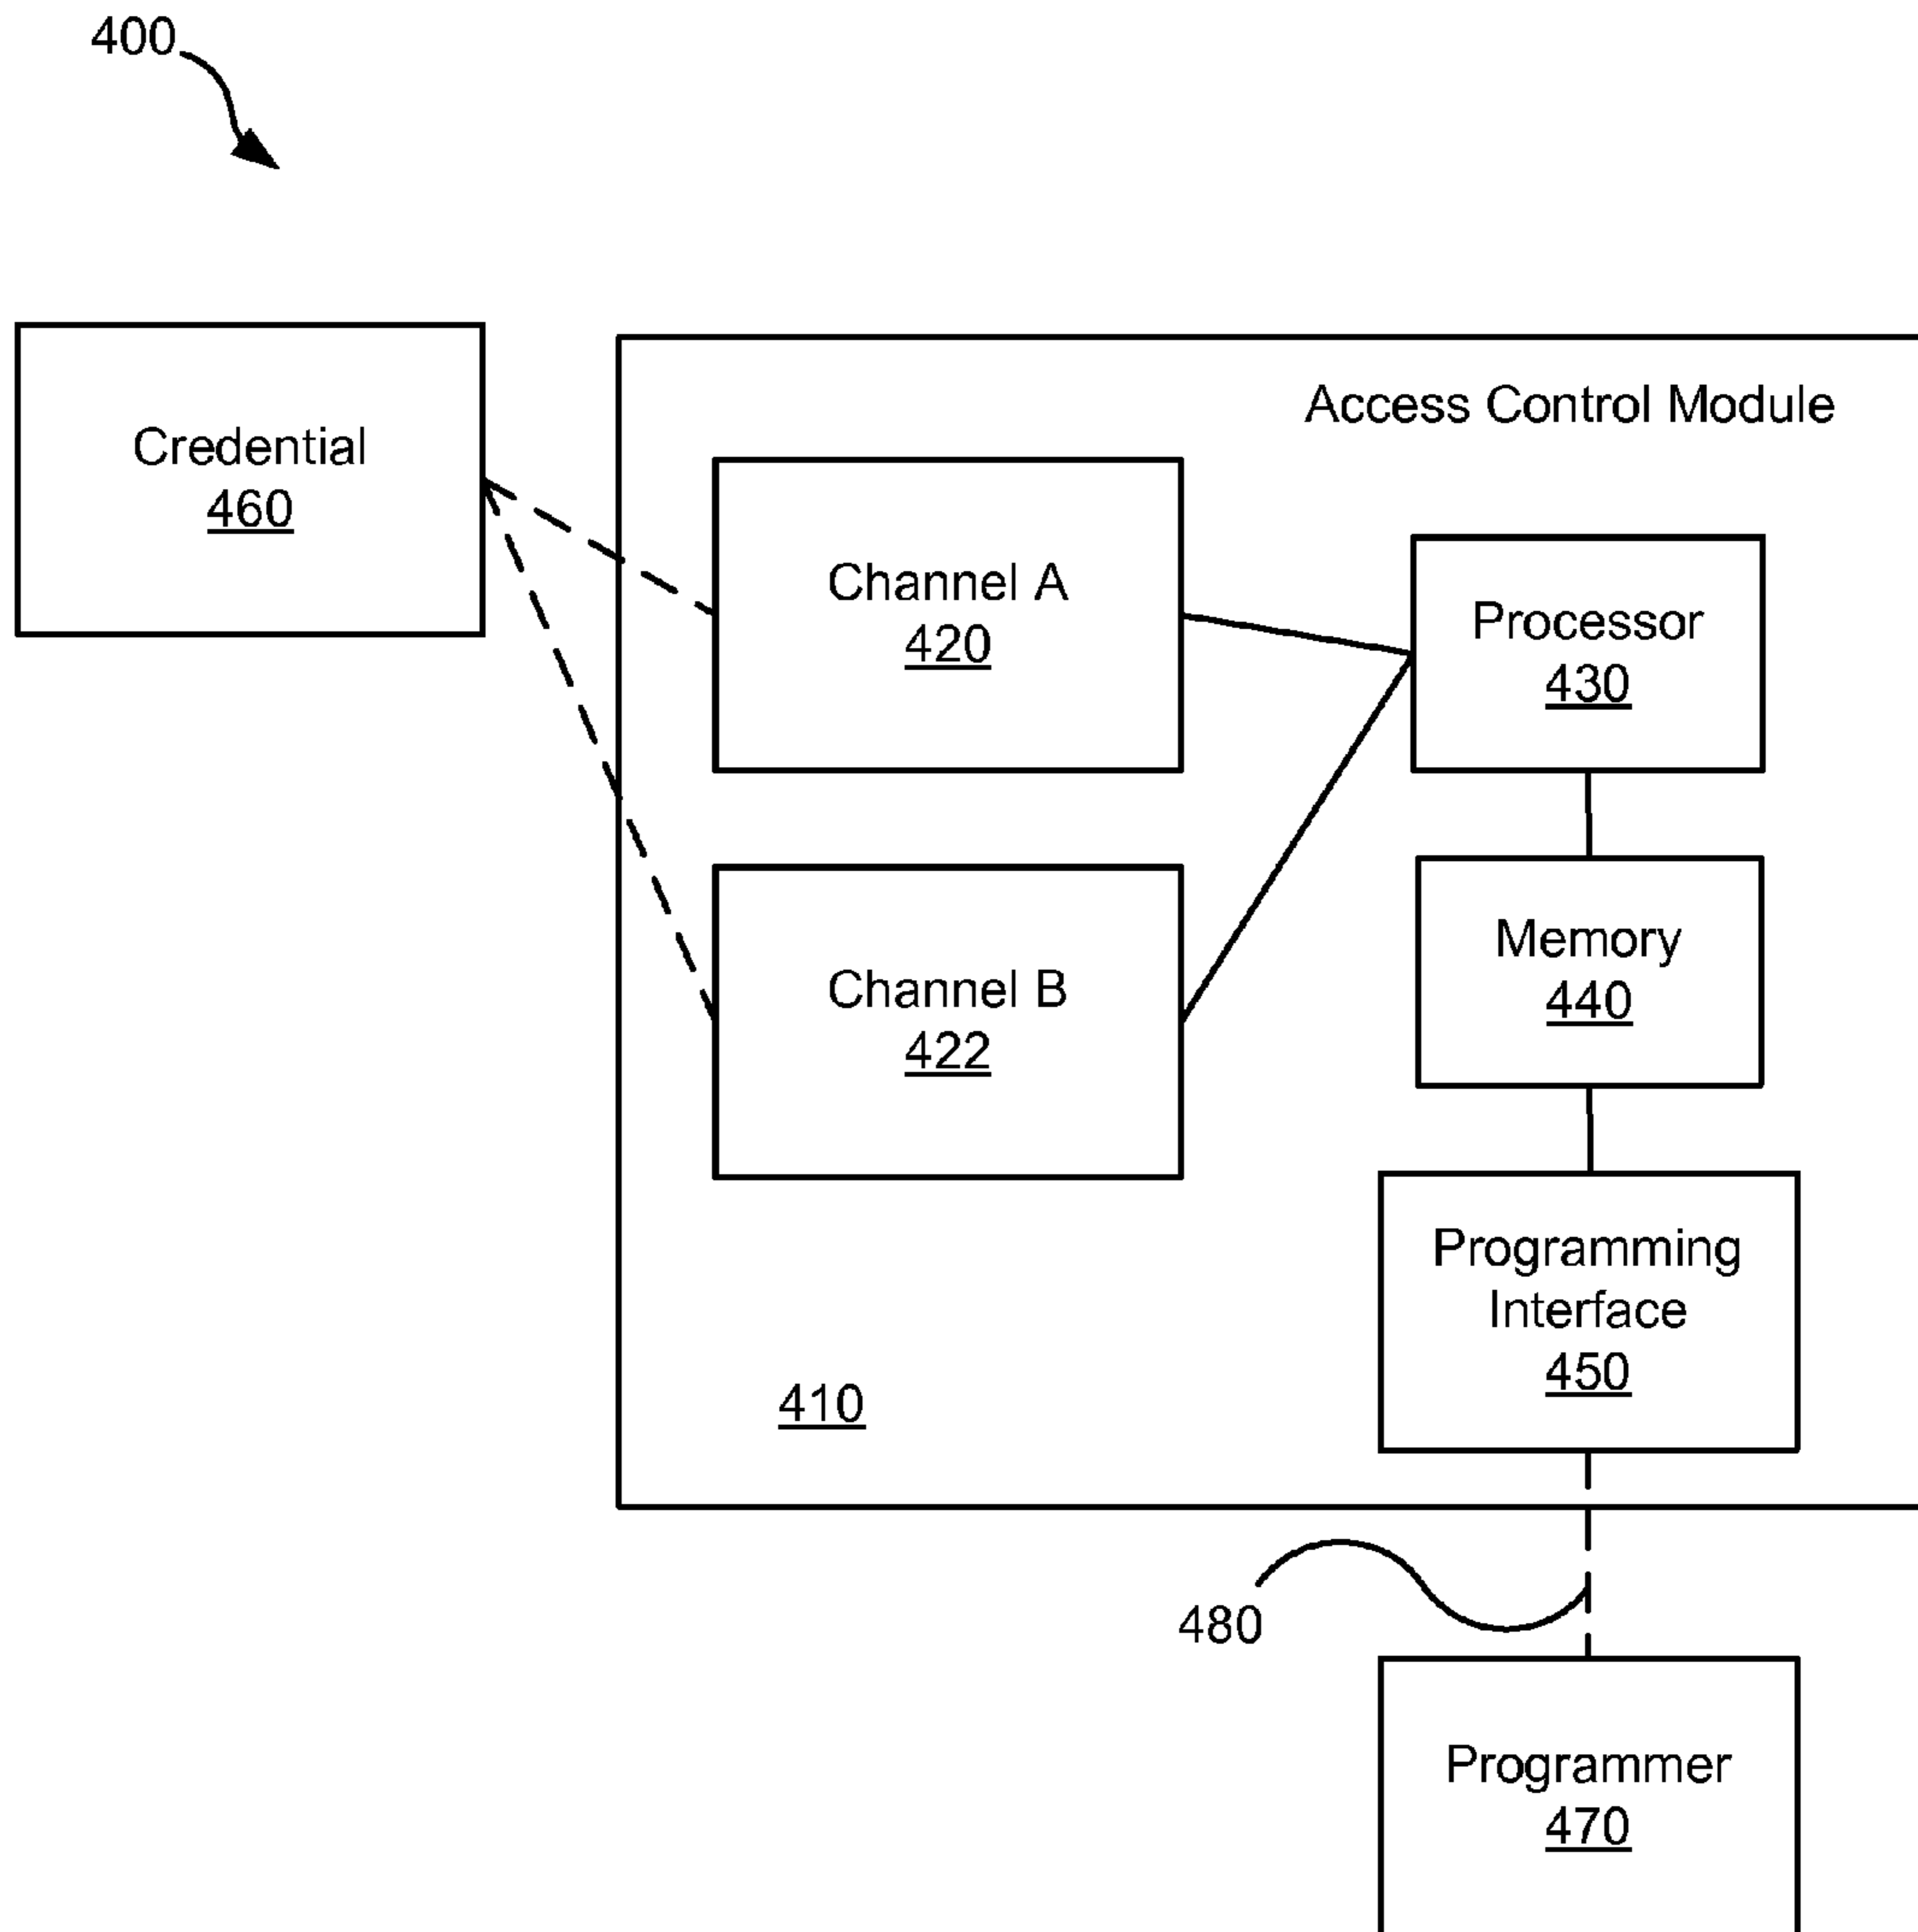 400
Credential
460
Access Control Module
Channel A
420
Processor
430
Channel B
422
Memory
440
Programming
Interface
450
410
480
Programmer
470